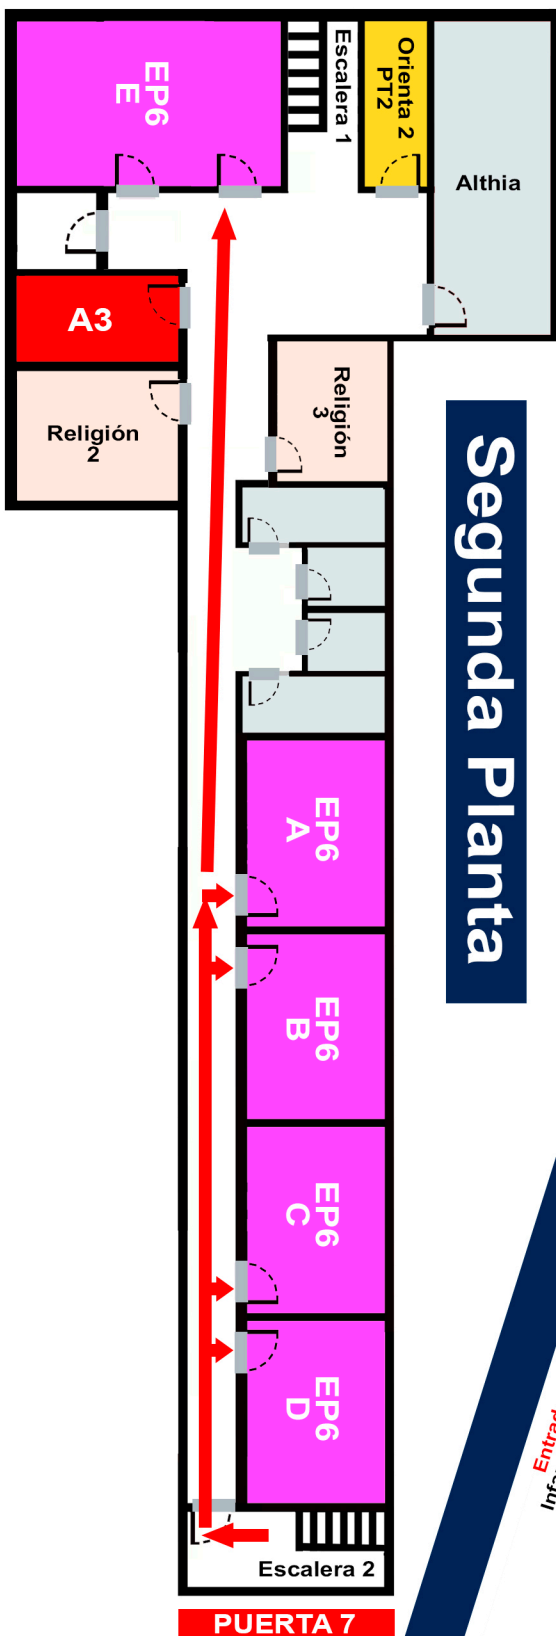 EP6
E
Escalera 1
Orienta 2
PT2
Althia
A3
Religión
2
Religión
3
Segunda Planta
EP6
A
EP6
B
EP6
C
EP6
D
Escalera 2
PUERTA 7